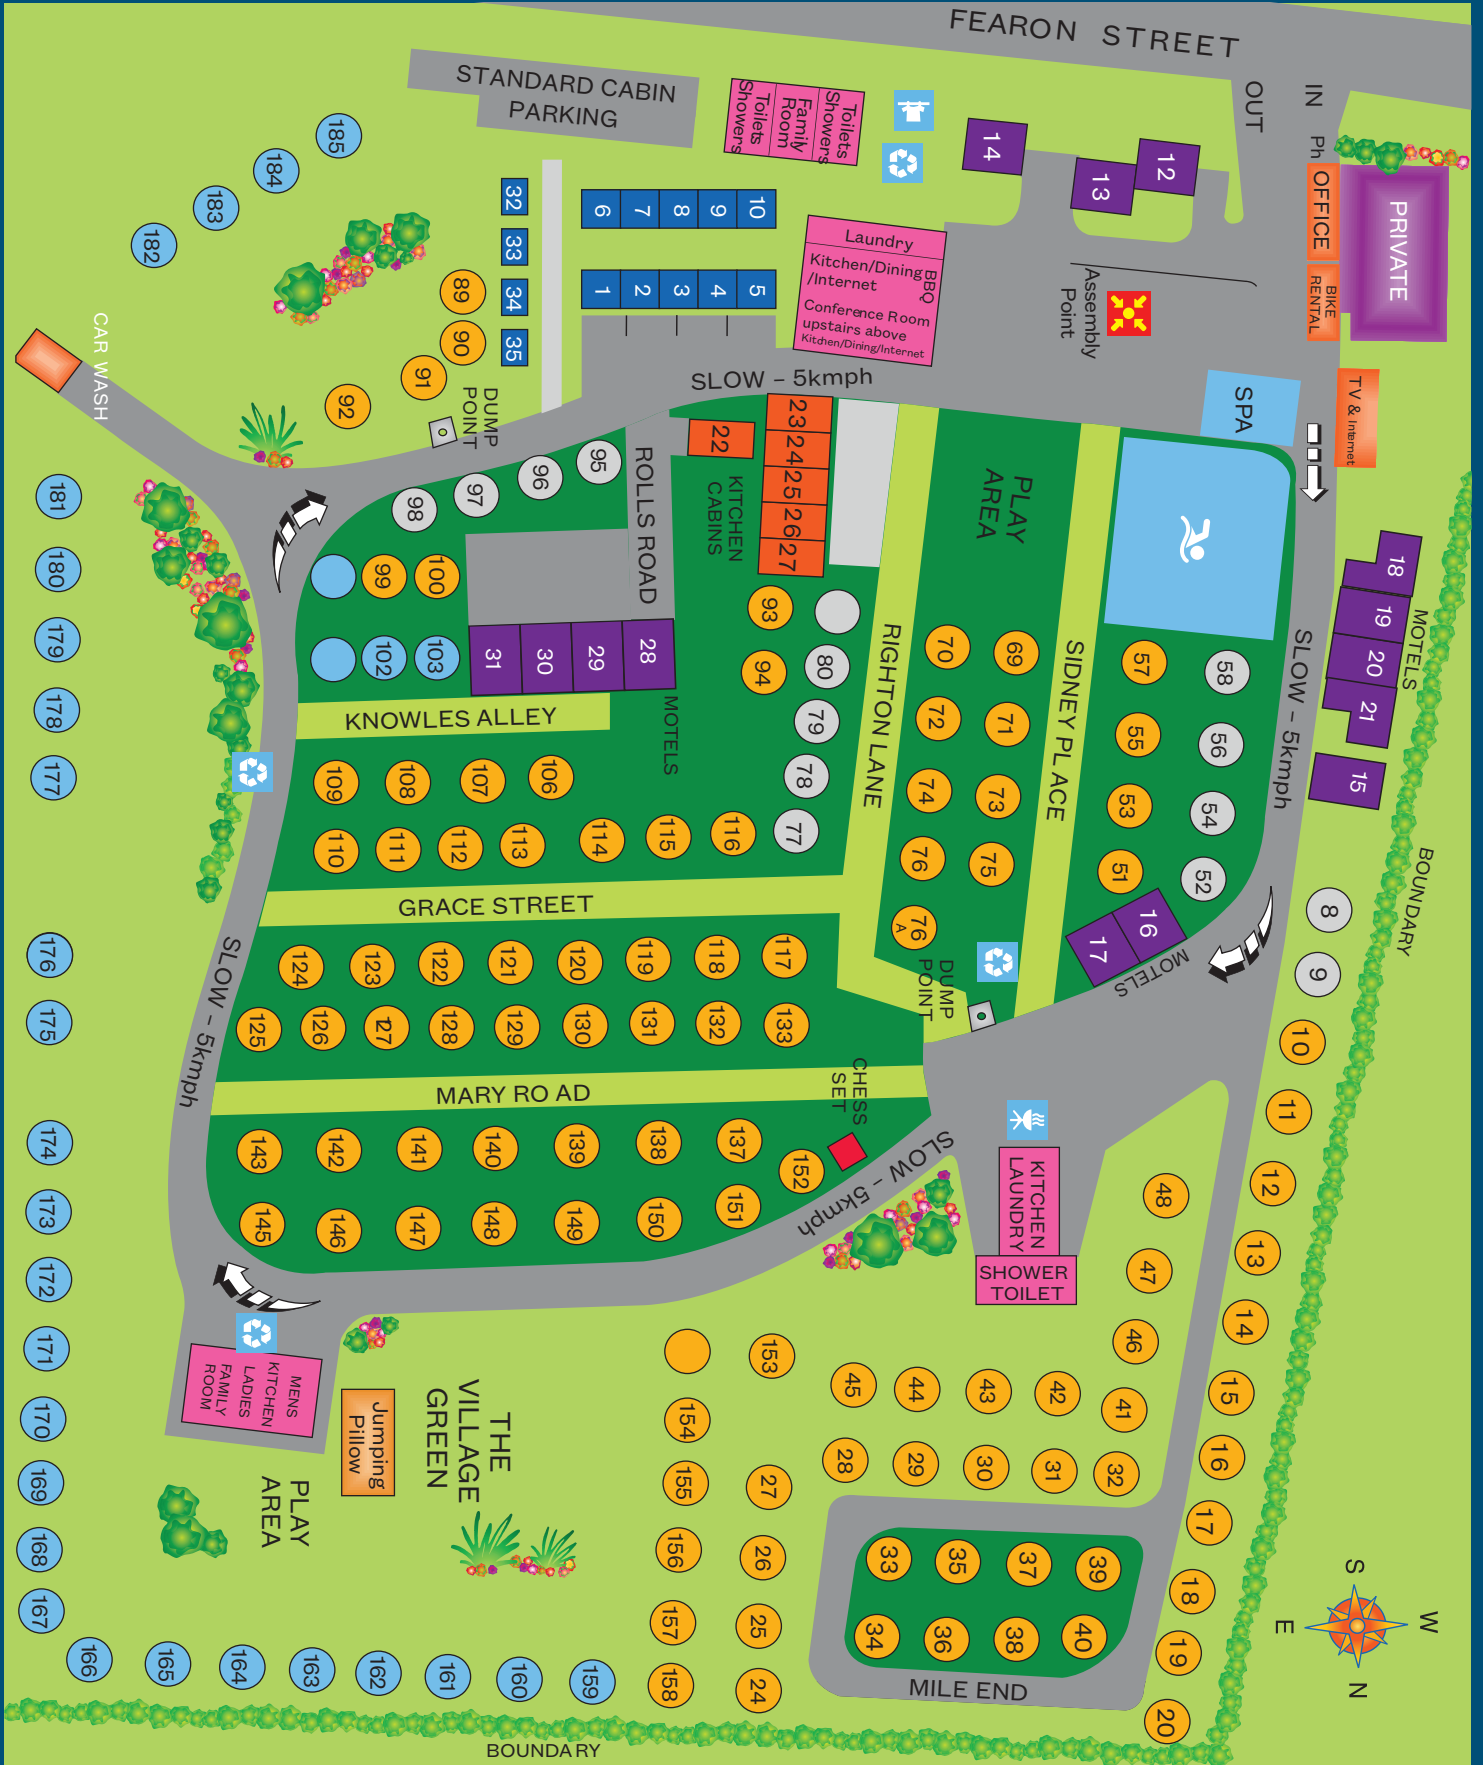 FEARON STREET
OUT
IN
Ph
STANDARD CABIN
PARKING
Toilets
Showers
Family
Room
Toilets
Showers
14
13
12
OFFICE
BIKE
RENTAL
PRIVATE
TV & Internet
185
184
183
182
32
33
34
35
6
7
8
9
10
1
2
3
4
5
Laundry
Kitchen/Dining
/Internet
BBQ
Conference Room
upstairs above
Kitchen/Dining/Internet
Assembly
Point
SPA
89
90
91
92
DUMP
POINT
CAR WASH
SLOW - 5kmph
22
23
24
25
26
27
KITCHEN
CABINS
ROLLS ROAD
PLAY
AREA
95
96
97
98
99
100
102
103
31
30
29
28
MOTELS
93
94
80
79
78
77
RIGHTON LANE
SIDNEY PLACE
70
69
72
71
74
73
76
75
76
A
57
58
55
56
53
54
51
52
16
17
MOTELS
SLOW - 5kmph
18
19
20
21
15
MOTELS
BOUNDARY
KNOWLES ALLEY
109
108
107
106
110
111
112
113
114
115
116
GRACE STREET
124
123
122
121
120
119
118
117
125
126
127
128
129
130
131
132
133
DUMP
POINT
MARY RO AD
CHESS
SET
143
142
141
140
139
138
137
152
145
146
147
148
149
150
151
SLOW - 5kmph
SLOW - 5kmph
181
180
179
178
177
176
175
174
173
172
171
170
169
168
167
166
165
164
163
162
161
160
159
8
9
10
11
12
13
14
15
16
17
18
19
20
KITCHEN
LAUNDRY
SHOWER
TOILET
48
47
46
45
44
43
42
41
28
29
30
31
32
33
35
37
39
34
36
38
40
MILE END
153
154
155
27
156
26
157
25
158
24
MENS
KITCHEN
LADIES
FAMILY
ROOM
Jumping
Pillow
THE
VILLAGE
GREEN
PLAY
AREA
S
W
E
N
BOUNDARY